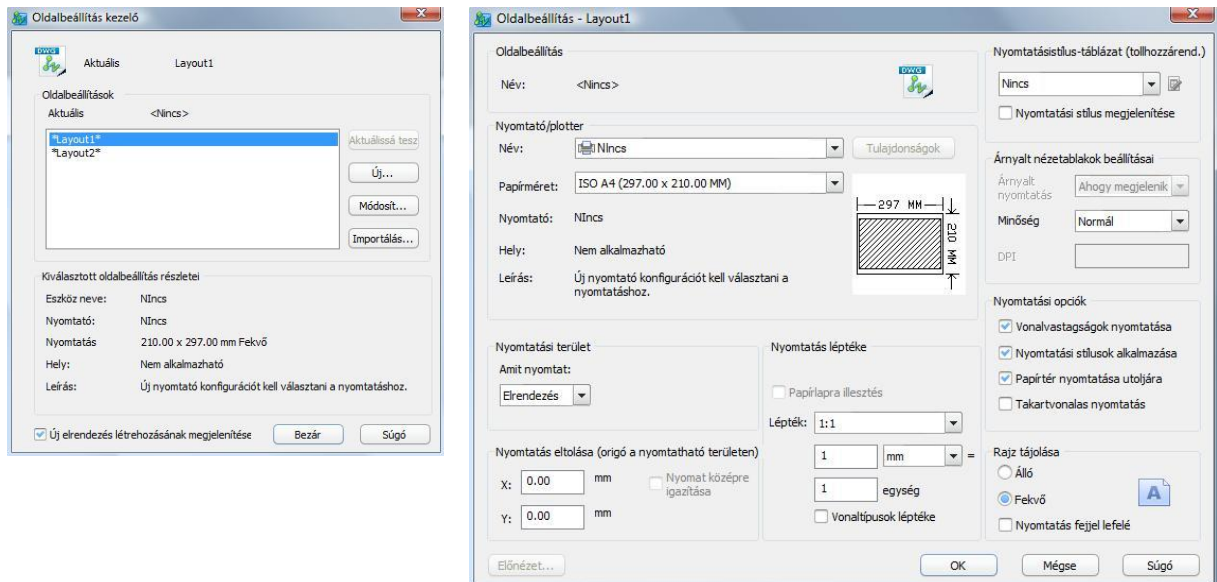 Oldalbeállítás kezelő
DWG
Aktuális Layout1
Oldalbeállítások
Aktuális <Nincs>
*Layout1*
*Layout2*
Aktuálissá tesz
Új...
Módosít...
Importálás...
Kiválasztott oldalbeállítás részletei
Eszköz neve: NIncs
Nyomtató: NIncs
Nyomtatás 210.00 x 297.00 mm Fekvő
Hely: Nem alkalmazható
Leírás: Új nyomtató konfigurációt kell választani a nyomtatáshoz.
Új elrendezés létrehozásának megjelenítése Bezár Súgó
Oldalbeállítás - Layout1
Oldalbeállítás
Név: <Nincs>
DWG
Nyomtató/plotter
Név: NIncs Tulajdonságok
Papírméret: ISO A4 (297.00 x 210.00 MM)
Nyomtató: NIncs
Hely: Nem alkalmazható
Leírás: Új nyomtató konfigurációt kell választani a
nyomtatáshoz.
297 MM
210 MM
Nyomtatási terület
Amit nyomtat:
Elrendezés
Nyomtatás eltolása (origó a nyomtatható területen)
X: 0.00 mm
Nyomat középre
igazítása
Y: 0.00 mm
Nyomtatás léptéke
Papírlapra illesztés
Lépték: 1:1
1 mm =
1 egység
Vonaltípusok léptéke
Nyomtatásistílus-táblázat (tollhozzárend.)
Nincs
Nyomtatási stílus megjelenítése
Árnyalt nézetablakok beállításai
Árnyalt
nyomtatás
Ahogy megjelenik
Minőség Normál
DPI
Nyomtatási opciók
Vonalvastagságok nyomtatása
Nyomtatási stílusok alkalmazása
Papírtér nyomtatása utoljára
Takartvonalas nyomtatás
Rajz tájolása
Álló
Fekvő
A
Nyomtatás fejjel lefelé
Előnézet... OK Mégse Súgó